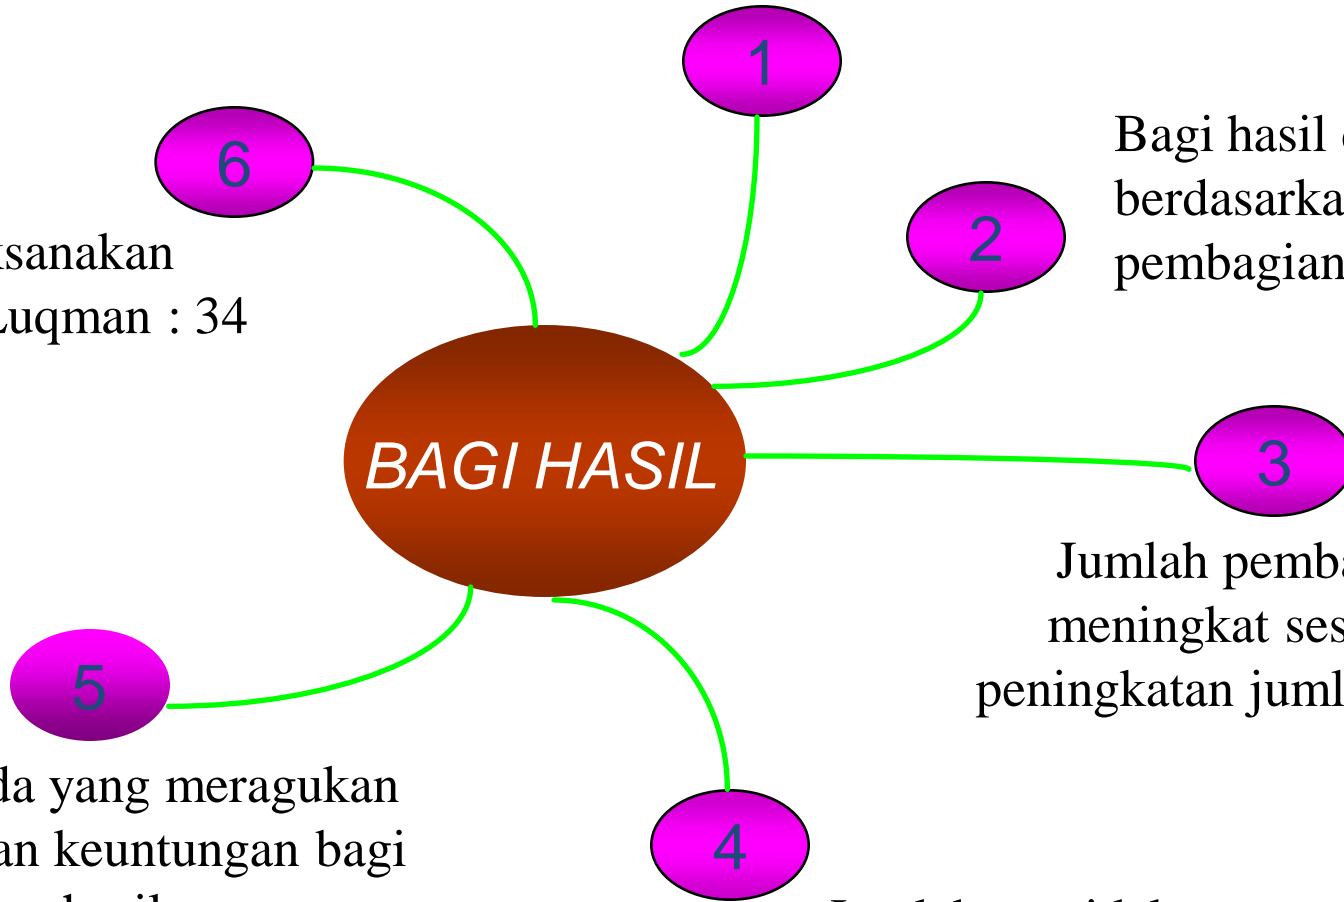 1
6
2
Bagi hasil
berdasarka
pembagian
ksanakan
Luqman : 34
BAGI HASIL
3
Jumlah pemba
meningkat ses
peningkatan juml
5
da yang meragukan
an keuntungan bagi
4